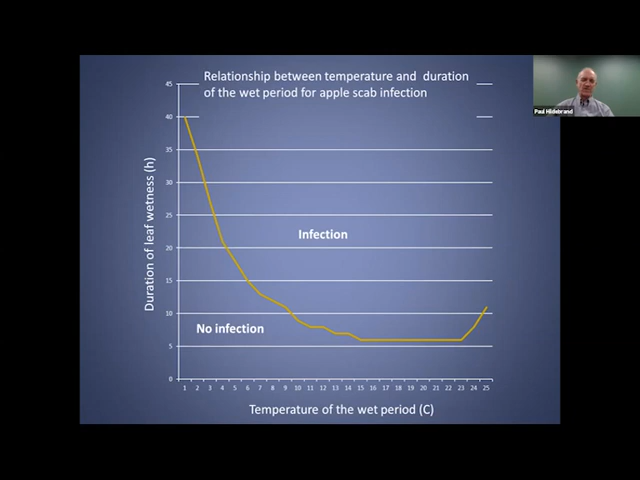 Relationship between temperature and duration
of the wet period for apple scab infection
Paul Hildebrand
45
40
35
30
25
20
15
10
5
0
Duration of leaf wetness (h)
Infection
No infection
1 2 3 4 5 6 7 8 9 10 11 12 13 14 15 16 17 18 19 20 21 22 23 24 25
Temperature of the wet period (C)